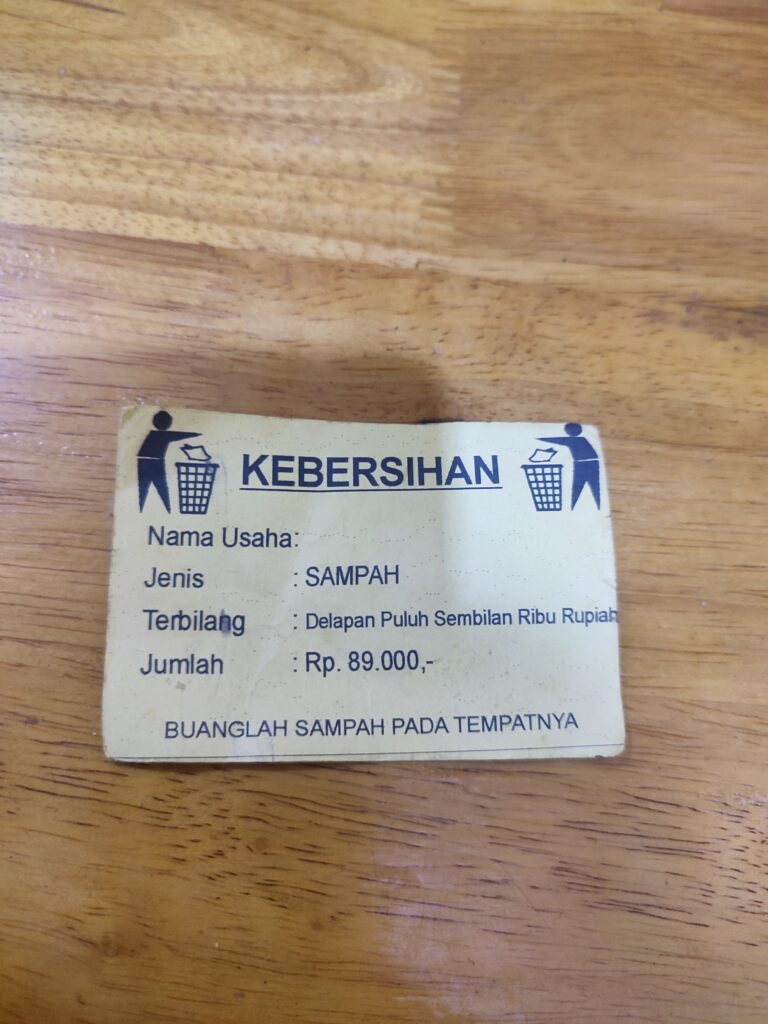 KEBERSIHAN
Nama Usaha:
Jenis : SAMPAH
Terbilang : Delapan Puluh Sembilan Ribu Rupiah
Jumlah : Rp. 89.000,-
BUANGLAH SAMPAH PADA TEMPATNYA